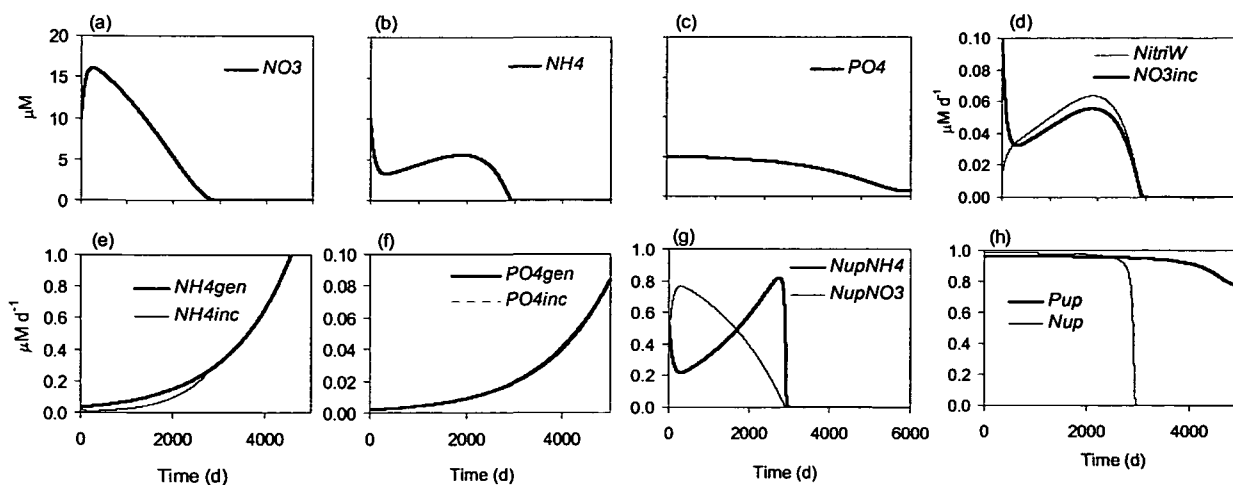 (a)
20
15
10
5
0
μM
NO3
(b)
NH4
(c)
PO4
(d)
0.10
0.08
0.06
0.04
0.02
0.00
μM d⁻¹
NitriW
NO3inc
(e)
1.0
0.8
0.6
0.4
0.2
0.0
μM d⁻¹
NH4gen
NH4inc
0 2000 4000
Time (d)
(f)
0.10
0.08
0.06
0.04
0.02
0.00
PO4gen
PO4inc
0 2000 4000
Time (d)
(g)
1.0
0.8
0.6
0.4
0.2
0.0
NupNH4
NupNO3
0 2000 4000 6000
Time (d)
(h)
1.0
0.8
0.6
0.4
0.2
0.0
Pup
Nup
0 2000 4000
Time (d)